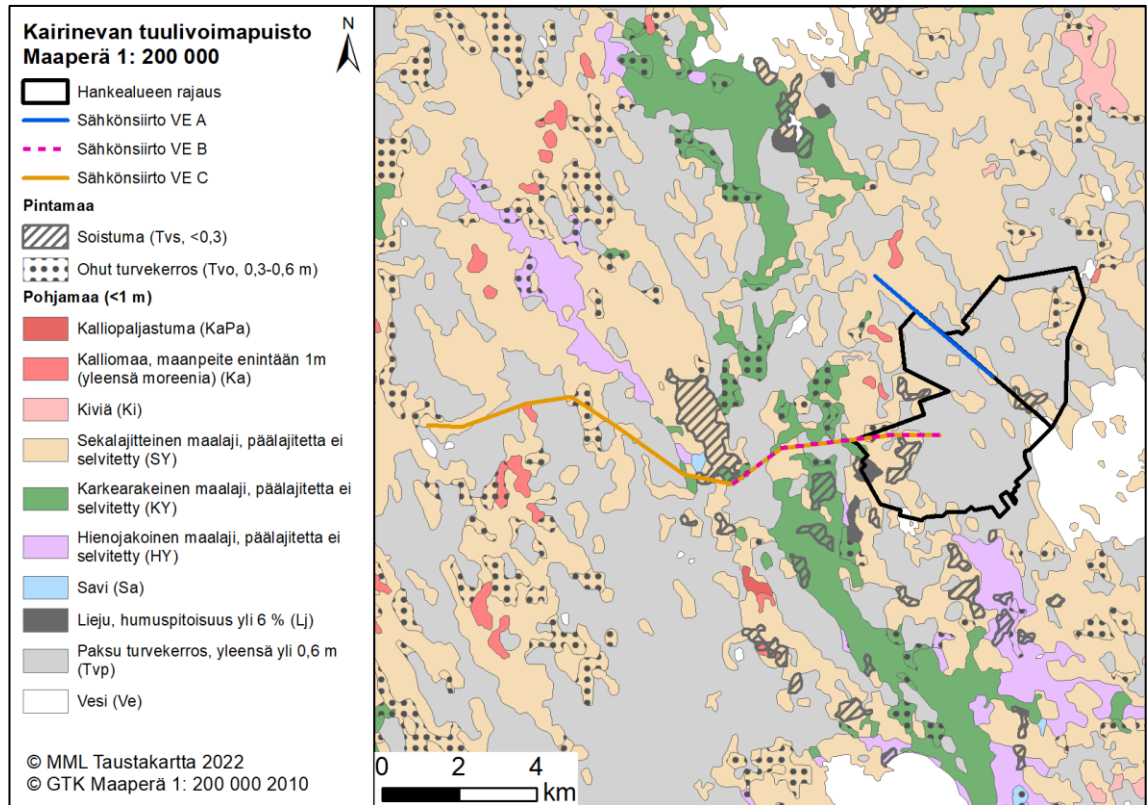 Kairinevan tuulivoimapuisto
Maaperä 1: 200 000
N
Hankealueen rajaus
Sähkönsiirto VE A
Sähkönsiirto VE B
Sähkönsiirto VE C
Pintamaa
Soistuma (Tvs, <0,3)
Ohut turvekerros (Tvo, 0,3-0,6 m)
Pohjamaa (<1 m)
Kalliopaljastuma (KaPa)
Kalliomaa, maanpeite enintään 1m
(yleensä moreenia) (Ka)
Kiviä (Ki)
Sekalajitteinen maalaji, päälajitetta ei
selvitetty (SY)
Karkearakeinen maalaji, päälajitetta ei
selvitetty (KY)
Hienojakoinen maalaji, päälajitetta ei
selvitetty (HY)
Savi (Sa)
Lieju, humuspitoisuus yli 6 % (Lj)
Paksu turvekerros, yleensä yli 0,6 m
(Tvp)
Vesi (Ve)
© MML Taustakartta 2022
© GTK Maaperä 1: 200 000 2010
0 2 4
km